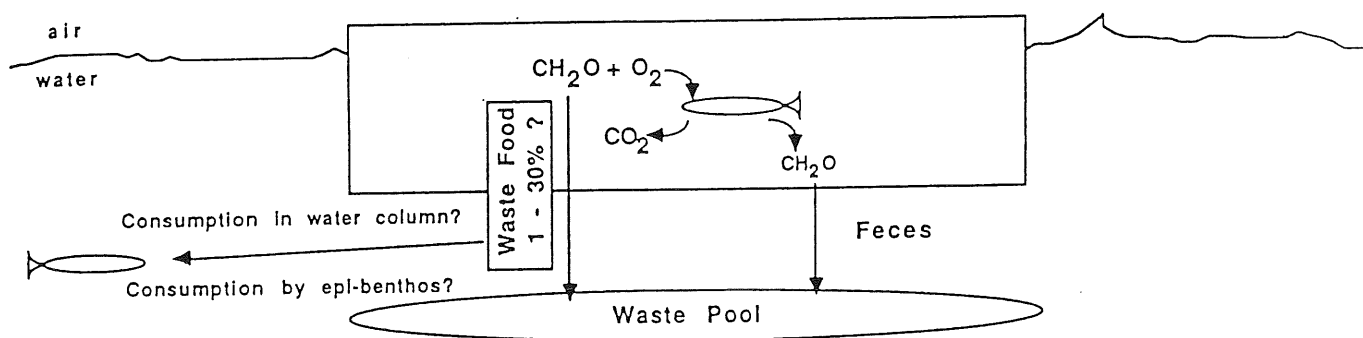 air
water
CH2O + O2
CO2
CH2O
Waste Food
1 - 30% ?
Consumption in water column?
Feces
Consumption by epi-benthos?
Waste Pool